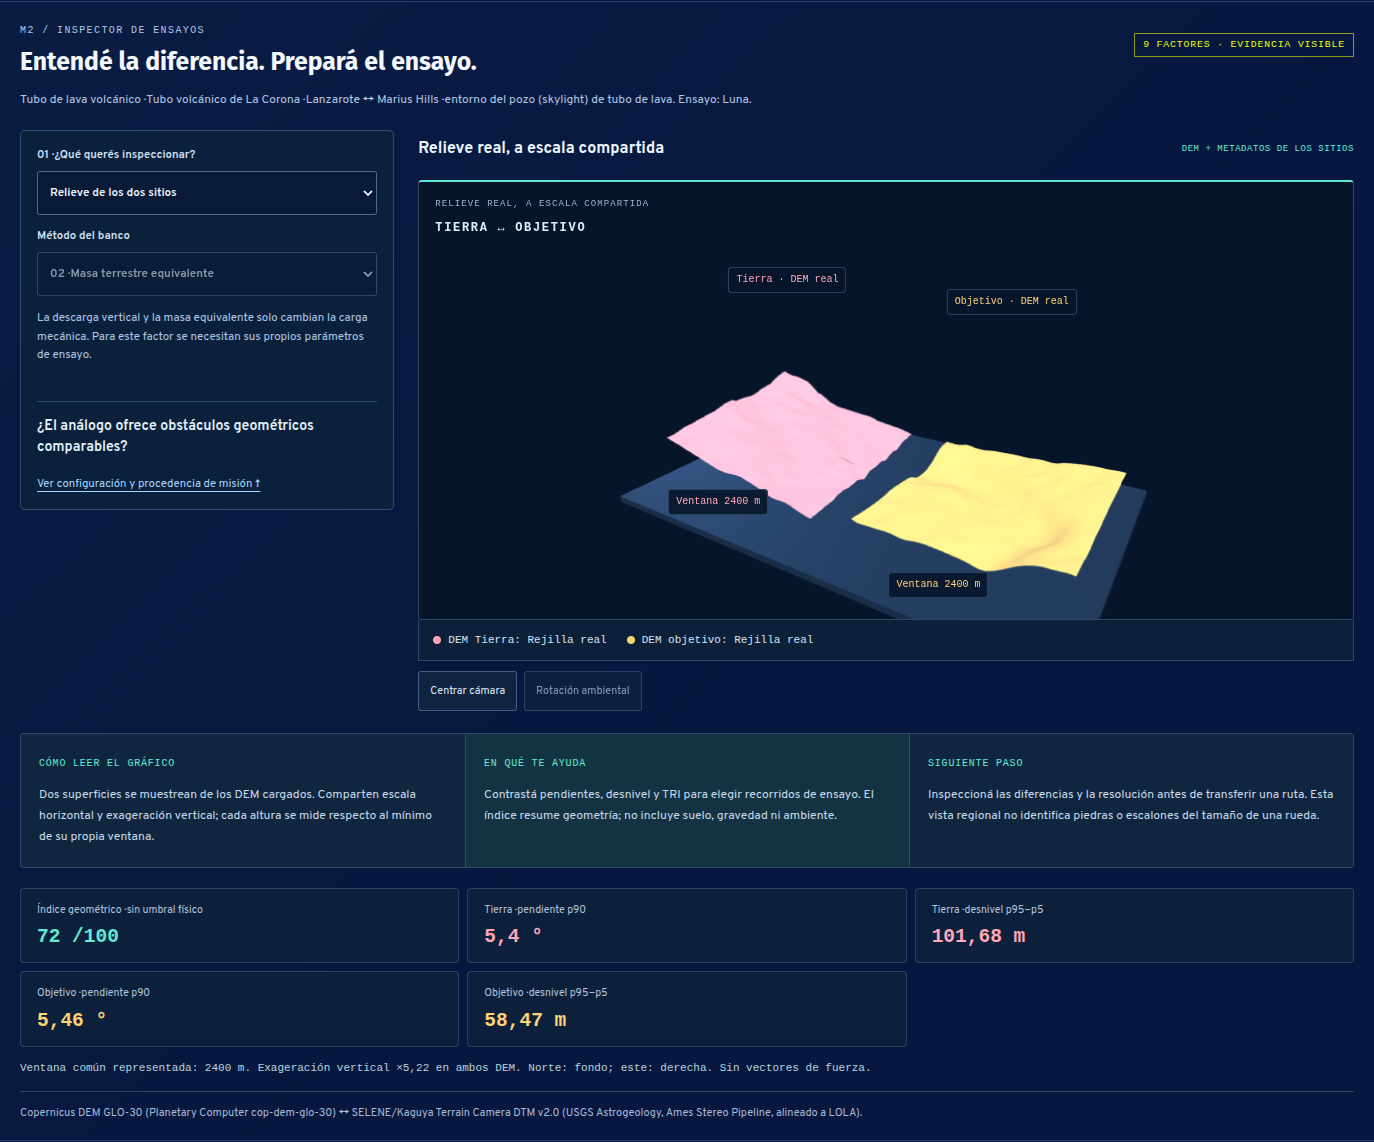 M2 / INSPECTOR DE ENSAYOS
Entendé la diferencia. Prepará el ensayo.
9 FACTORES · EVIDENCIA VISIBLE
Tubo de lava volcánico ·Tubo volcánico de La Corona ·Lanzarote ↔ Marius Hills ·entorno del pozo (skylight) de tubo de lava. Ensayo: Luna.
01 ·¿Qué querés inspeccionar?
Relieve de los dos sitios
Método del banco
02 ·Masa terrestre equivalente
La descarga vertical y la masa equivalente solo cambian la carga
mecánica. Para este factor se necesitan sus propios parámetros
de ensayo.
¿El análogo ofrece obstáculos geométricos
comparables?
Ver configuración y procedencia de misión ↑
Relieve real, a escala compartida
DEM + METADATOS DE LOS SITIOS
RELIEVE REAL, A ESCALA COMPARTIDA
TIERRA ↔ OBJETIVO
Tierra · DEM real
Objetivo · DEM real
Ventana 2400 m
Ventana 2400 m
DEM Tierra: Rejilla real
DEM objetivo: Rejilla real
Centrar cámara
Rotación ambiental
CÓMO LEER EL GRÁFICO
Dos superficies se muestrean de los DEM cargados. Comparten escala
horizontal y exageración vertical; cada altura se mide respecto al mínimo
de su propia ventana.
EN QUÉ TE AYUDA
Contrastá pendientes, desnivel y TRI para elegir recorridos de ensayo. El
índice resume geometría; no incluye suelo, gravedad ni ambiente.
SIGUIENTE PASO
Inspeccioná las diferencias y la resolución antes de transferir una ruta. Esta
vista regional no identifica piedras o escalones del tamaño de una rueda.
Índice geométrico ·sin umbral físico
72 /100
Tierra ·pendiente p90
5,4 °
Tierra ·desnivel p95–p5
101,68 m
Objetivo ·pendiente p90
5,46 °
Objetivo ·desnivel p95–p5
58,47 m
Ventana común representada: 2400 m. Exageración vertical ×5,22 en ambos DEM. Norte: fondo; este: derecha. Sin vectores de fuerza.
Copernicus DEM GLO-30 (Planetary Computer cop-dem-glo-30) ↔ SELENE/Kaguya Terrain Camera DTM v2.0 (USGS Astrogeology, Ames Stereo Pipeline, alineado a LOLA).